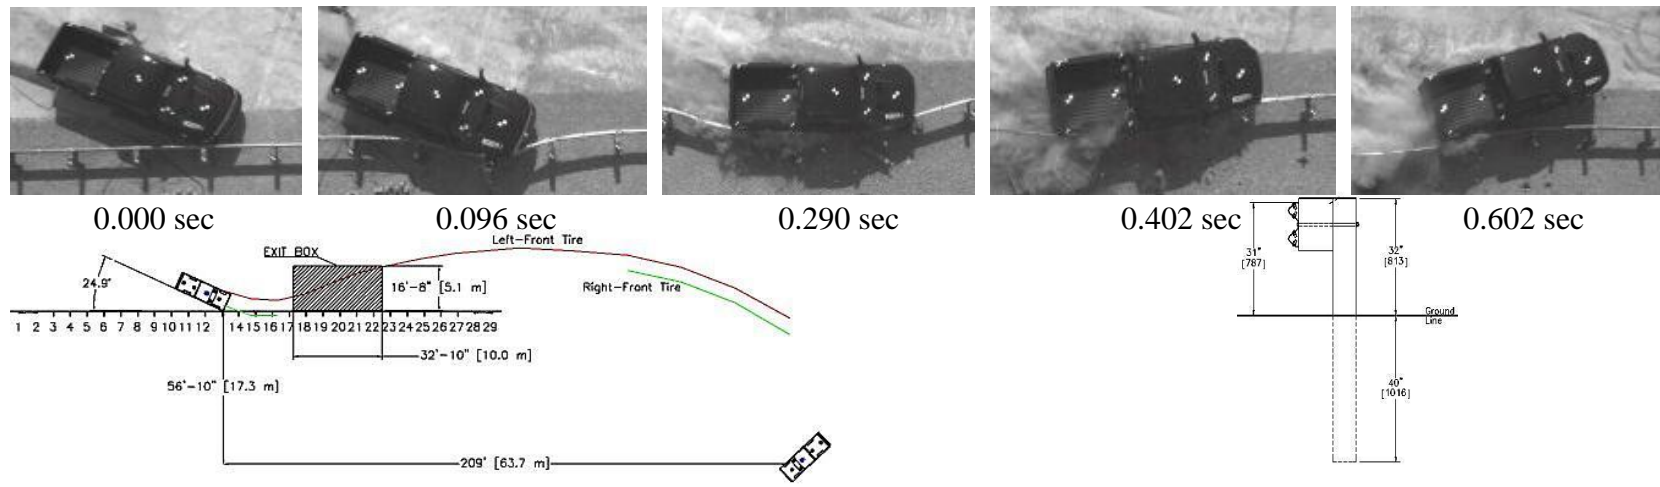 0.000 sec
0.096 sec
0.290 sec
0.402 sec
0.602 sec
EXIT BOX
Left-Front Tire
24.9°
16'-8" [5.1 m]
Right-Front Tire
1 2 3 4 5 6 7 8 9 10 11 12 14 15 16 17 18 19 20 21 22 23 24 25 26 27 28 29
32'-10" [10.0 m]
56'-10" [17.3 m]
209' [63.7 m]
31"
[787]
32"
[813]
Ground
Line
40"
[1016]